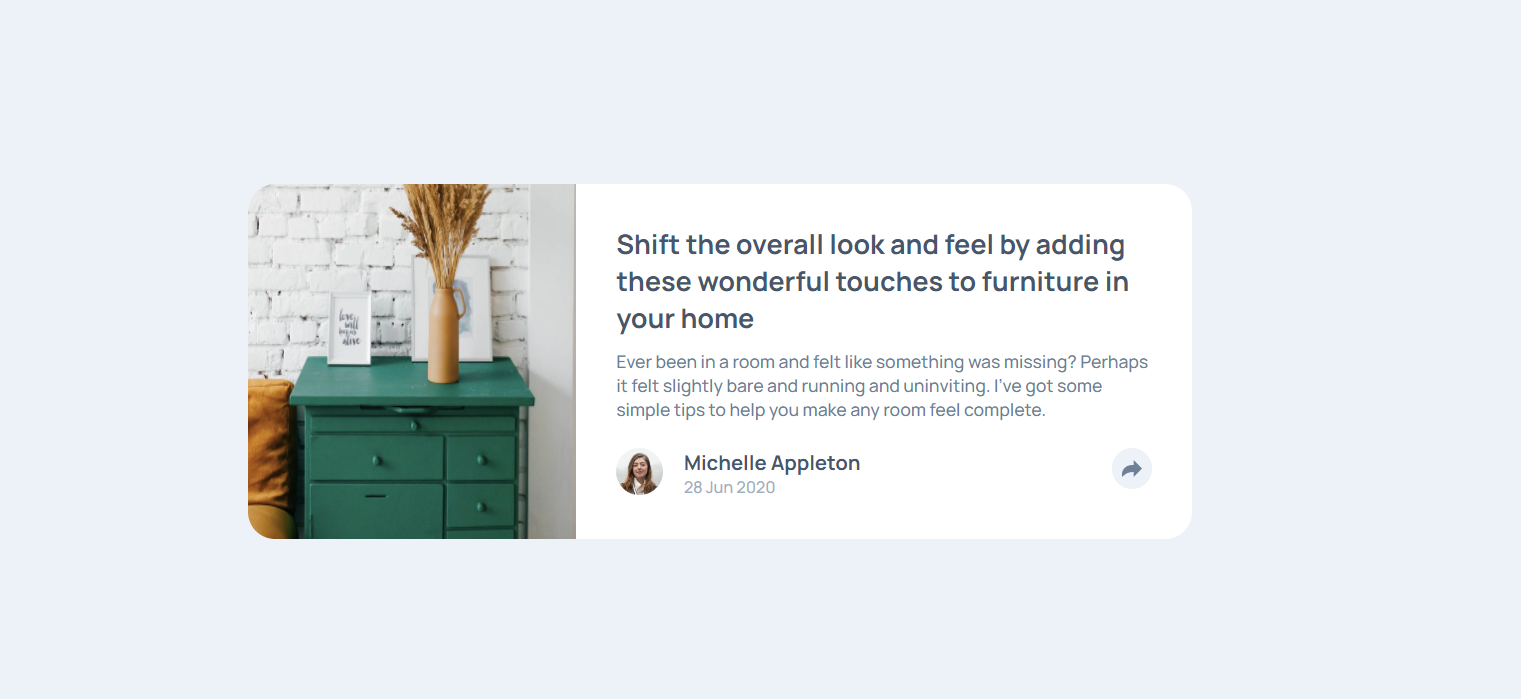 Shift the overall look and feel by adding
these wonderful touches to furniture in
your home
Ever been in a room and felt like something was missing? Perhaps
it felt slightly bare and running and uninviting. I've got some
simple tips to help you make any room feel complete.
Michelle Appleton
28 Jun 2020
love
will
alive